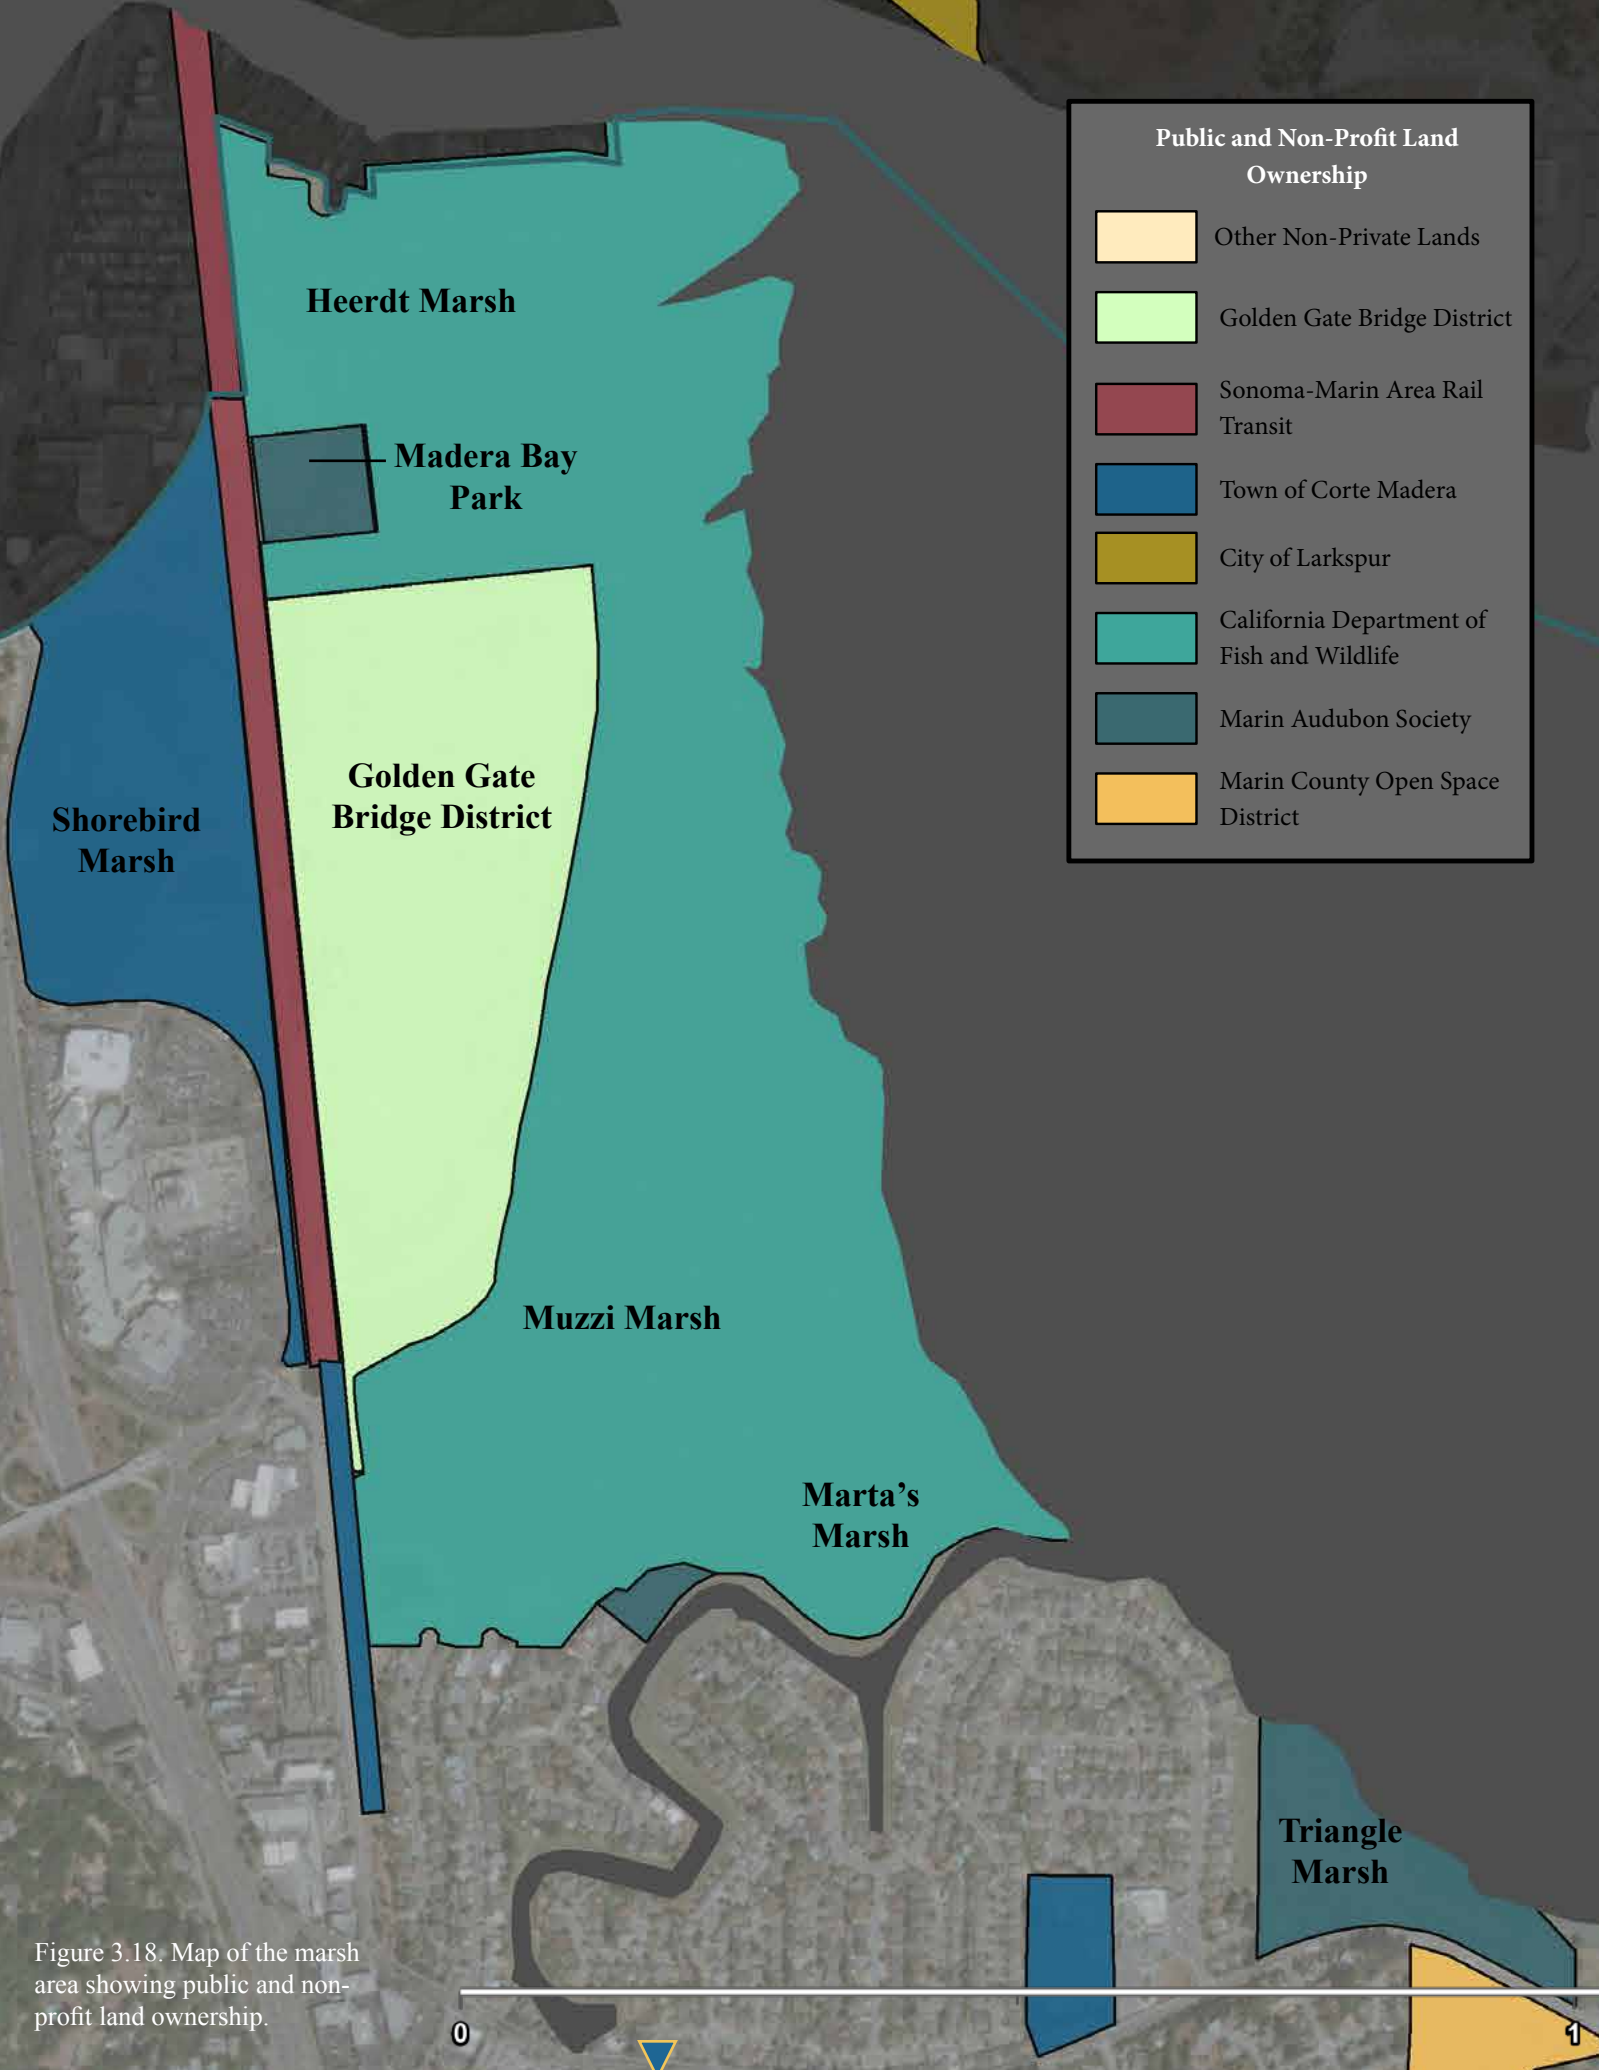 Public and Non-Profit Land
Ownership
Other Non-Private Lands
Golden Gate Bridge District
Sonoma-Marin Area Rail
Transit
Town of Corte Madera
City of Larkspur
California Department of
Fish and Wildlife
Marin Audubon Society
Marin County Open Space
District
Heerdt Marsh
Madera Bay
Park
Golden Gate
Bridge District
Shorebird
Marsh
Muzzi Marsh
Marta's
Marsh
Triangle
Marsh
Figure 3.18. Map of the marsh
area showing public and non-
profit land ownership.
0
1